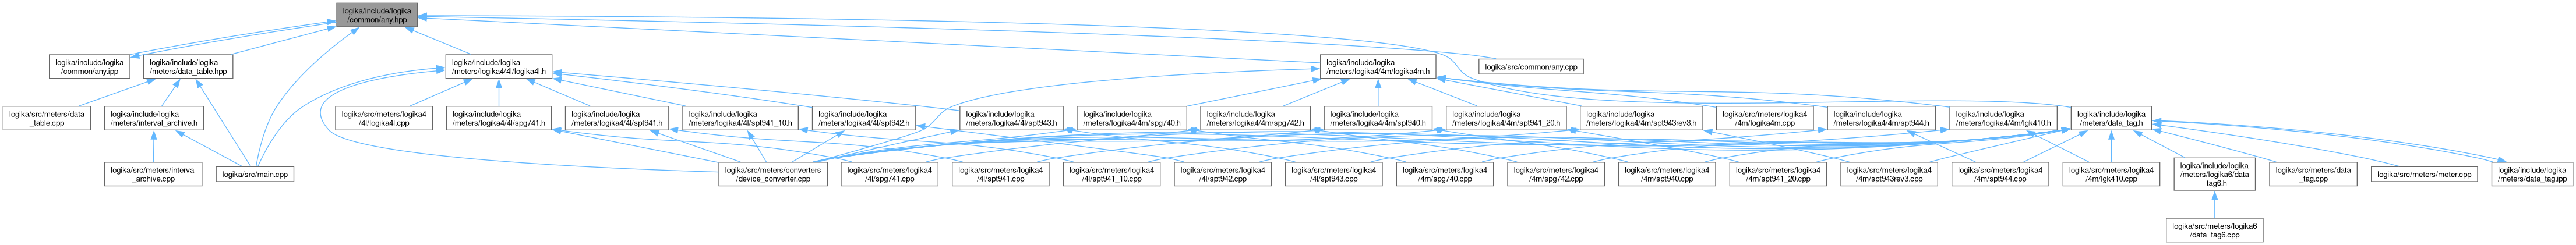 logika/include/logika
/common/any.hpp
logika/include/logika
/common/any.ipp
logika/include/logika
/meters/data_table.hpp
logika/include/logika
/meters/logika4/4l/logika4l.h
logika/include/logika
/meters/logika4/4m/logika4m.h
logika/src/common/any.cpp
logika/src/meters/data
_table.cpp
logika/include/logika
/meters/interval_archive.h
logika/src/meters/logika4
/4l/logika4l.cpp
logika/include/logika
/meters/logika4/4l/spg741.h
logika/include/logika
/meters/logika4/4l/spt941.h
logika/include/logika
/meters/logika4/4l/spt941_10.h
logika/include/logika
/meters/logika4/4l/spt942.h
logika/include/logika
/meters/logika4/4l/spt943.h
logika/include/logika
/meters/logika4/4m/spg740.h
logika/include/logika
/meters/logika4/4m/spg742.h
logika/include/logika
/meters/logika4/4m/spt940.h
logika/include/logika
/meters/logika4/4m/spt941_20.h
logika/include/logika
/meters/logika4/4m/spt943rev3.h
logika/src/meters/logika4
/4m/logika4m.cpp
logika/include/logika
/meters/logika4/4m/spt944.h
logika/include/logika
/meters/logika4/4m/lgk410.h
logika/include/logika
/meters/data_tag.h
logika/src/meters/interval
_archive.cpp
logika/src/main.cpp
logika/src/meters/converters
/device_converter.cpp
logika/src/meters/logika4
/4l/spg741.cpp
logika/src/meters/logika4
/4l/spt941.cpp
logika/src/meters/logika4
/4l/spt941_10.cpp
logika/src/meters/logika4
/4l/spt942.cpp
logika/src/meters/logika4
/4l/spt943.cpp
logika/src/meters/logika4
/4m/spg740.cpp
logika/src/meters/logika4
/4m/spg742.cpp
logika/src/meters/logika4
/4m/spt940.cpp
logika/src/meters/logika4
/4m/spt941_20.cpp
logika/src/meters/logika4
/4m/spt943rev3.cpp
logika/src/meters/logika4
/4m/spt944.cpp
logika/src/meters/logika4
/4m/lgk410.cpp
logika/include/logika
/meters/logika6/data
_tag6.h
logika/src/meters/data
_tag.cpp
logika/src/meters/meter.cpp
logika/include/logika
/meters/data_tag.ipp
logika/src/meters/logika6
/data_tag6.cpp